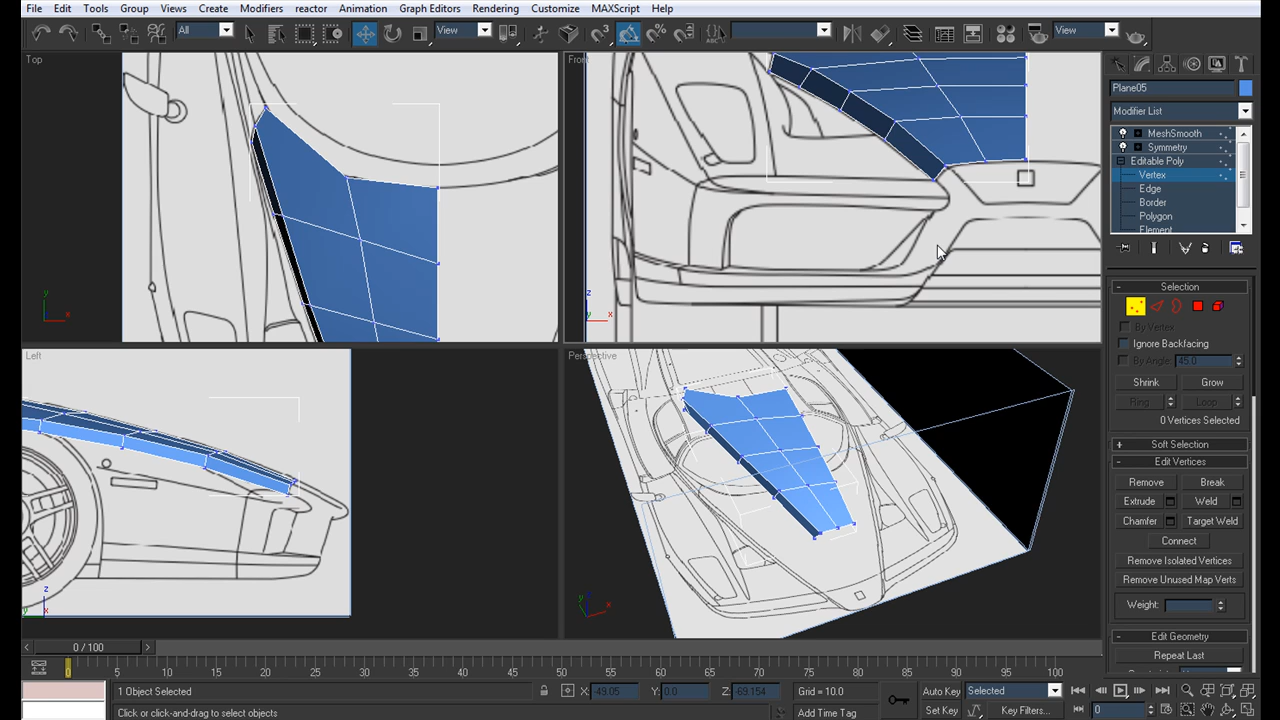 File Edit Tools Group Views Create Modifiers reactor Animation Graph Editors Rendering Customize MAXScript Help
All View View
Top
Front
Plane05
Modifier List
MeshSmooth
Symmetry
Editable Poly
Vertex
Edge
Border
Polygon
Element
y x
z x
Selection
By Vertex
Ignore Backfacing
By Angle 45.0
Shrink Grow
Ring Loop
0 Vertices Selected
Soft Selection
Edit Vertices
Remove Break
Extrude Weld
Chamfer Target Weld
Connect
Remove Isolated Vertices
Remove Unused Map Verts
Weight:
Edit Geometry
Repeat Last
Left
Perspective
z
y x
y x
0 / 100
0 5 10 15 20 25 30 35 40 45 50 55 60 65 70 75 80 85 90 95 100
1 Object Selected X: -49.05 Y: 0.0 Z: -69.154 Grid = 10.0 Auto Key Selected
Click or click-and-drag to select objects Add Time Tag Set Key Key Filters... 0